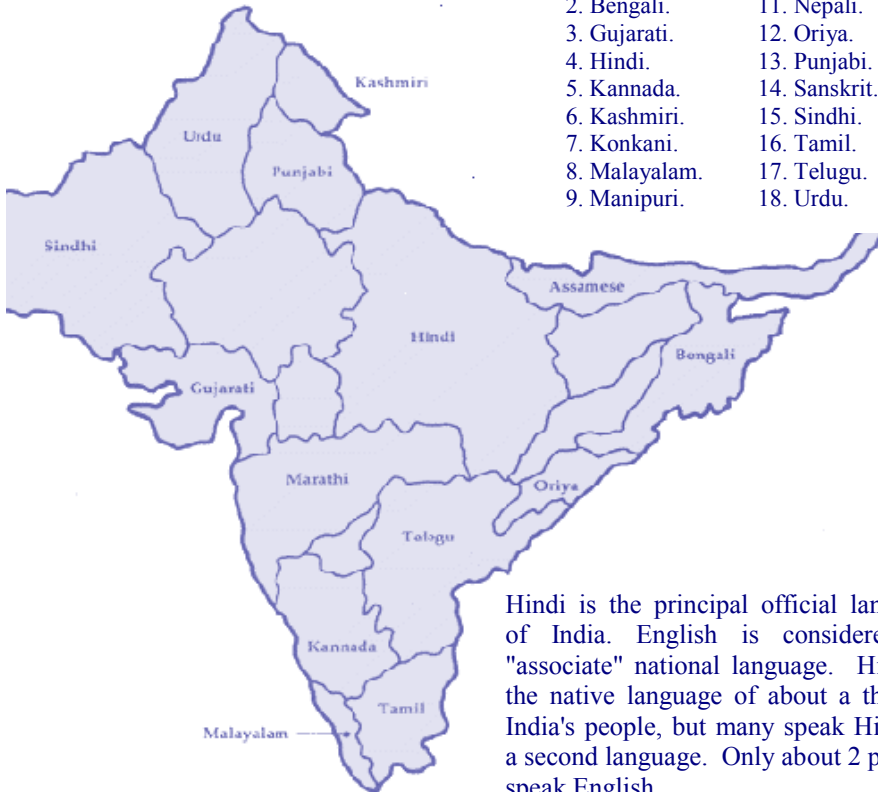 2. Bengali.
3. Gujarati.
4. Hindi.
5. Kannada.
6. Kashmiri.
7. Konkani.
8. Malayalam.
9. Manipuri.
11. Nepali.
12. Oriya.
13. Punjabi.
14. Sanskrit.
15. Sindhi.
16. Tamil.
17. Telugu.
18. Urdu.
Kashmiri
Urdu
Punjabi
Sindhi
Assamese
Hindi
Bengali
Gujarati
Marathi
Oriya
Telugu
Kannada
Tamil
Malayalam
Hindi is the principal official
of India. English is
"associate" national language.
the native language of about a
India's people, but many speak
a second language. Only about 2
speak English